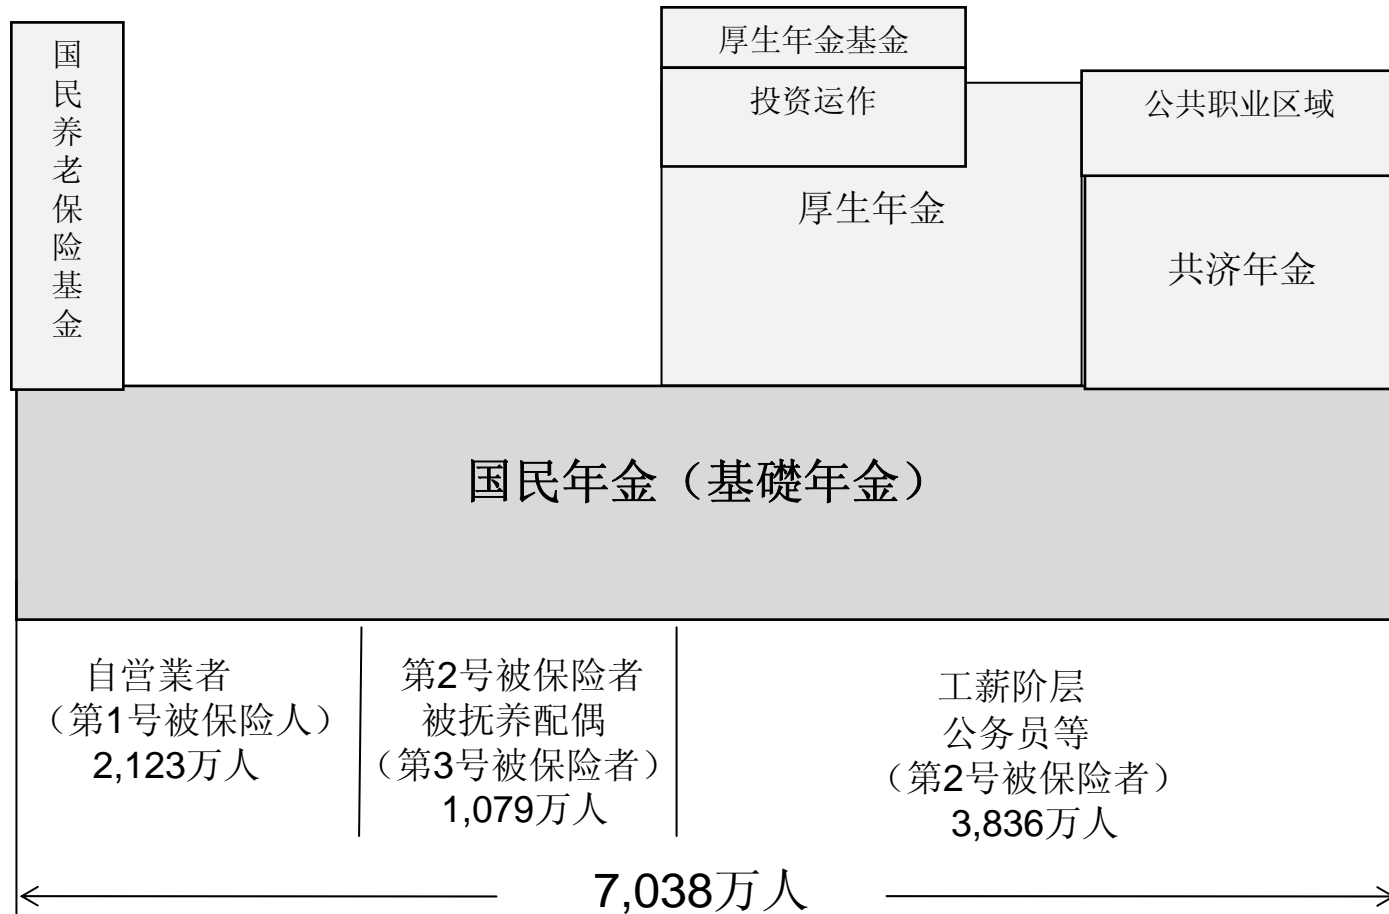 国民养老保险基金
厚生年金基金
投资运作
厚生年金
公共职业区域
共济年金
国民年金（基礎年金）
自営業者
（第1号被保险人）
2,123万人
第2号被保险者
被抚养配偶
（第3号被保险者）
1,079万人
工薪阶层
公务员等
（第2号被保险者）
3,836万人
7,038万人